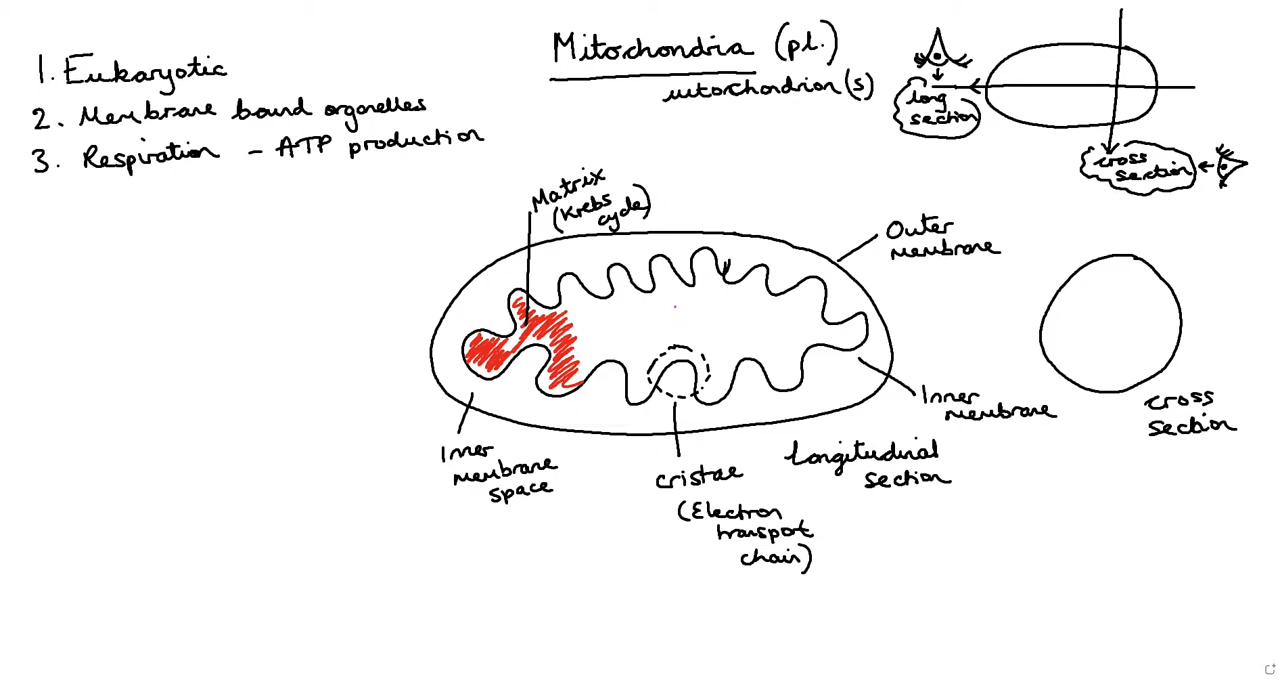 1. Eukaryotic
2. Membrane bound organelles
3. Respiration - ATP production
Mitochondria (pl.)
mitochondrion (s)
long
section
cross
section
Matrix
(Krebs
cycle)
Outer
membrane
Inner
membrane
Inner
membrane
space
cristae
(Electron
transport
chain)
Longitudinal
section
cross
section